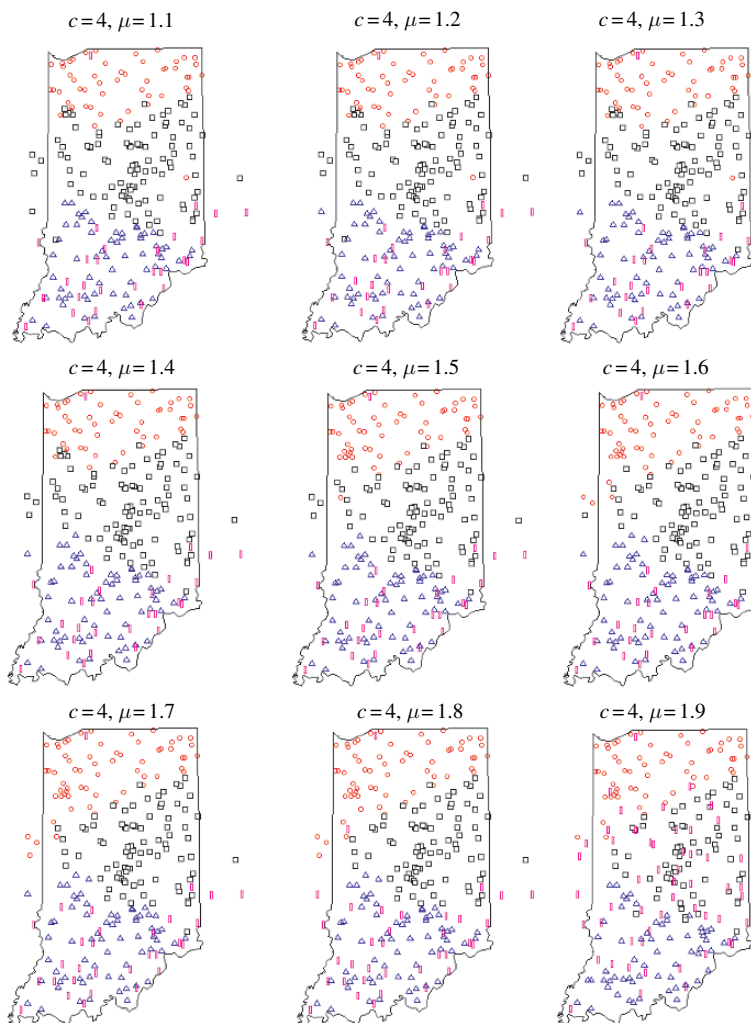 c=4, μ=1.1
c=4, μ=1.2
c=4, μ=1.3
c=4, μ=1.4
c=4, μ=1.5
c=4, μ=1.6
c=4, μ=1.7
c=4, μ=1.8
c=4, μ=1.9